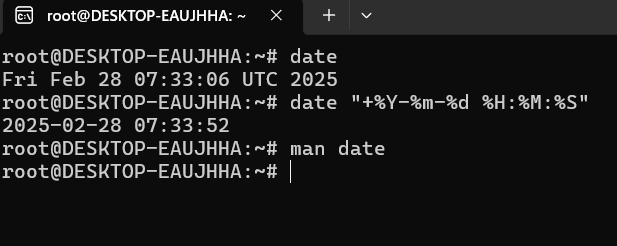 root@DESKTOP-EAUJHHA: ~
root@DESKTOP-EAUJHHA:~# date
Fri Feb 28 07:33:06 UTC 2025
root@DESKTOP-EAUJHHA:~# date "+%Y-%m-%d %H:%M:%S"
2025-02-28 07:33:52
root@DESKTOP-EAUJHHA:~# man date
root@DESKTOP-EAUJHHA:~#